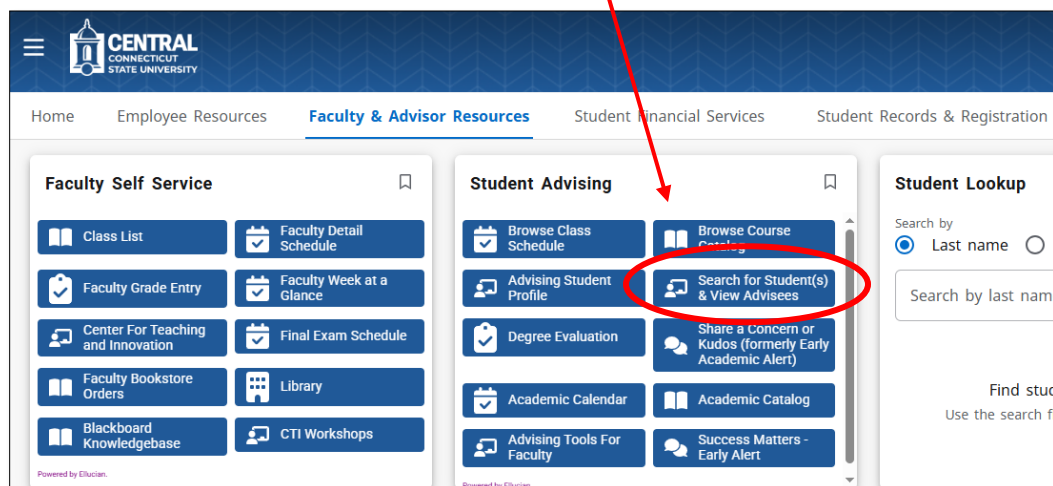 CENTRAL
CONNECTICUT
STATE UNIVERSITY
Home Employee Resources Faculty & Advisor Resources Student Financial Services Student Records & Registration
Faculty Self Service
Class List
Faculty Detail
Schedule
Faculty Grade Entry
Faculty Week at a
Glance
Center For Teaching
and Innovation
Final Exam Schedule
Faculty Bookstore
Orders
Library
Blackboard
Knowledgebase
CTI Workshops
Powered by Ellucian.
Student Advising
Browse Class
Schedule
Browse Course
Catalog
Advising Student
Profile
Search for Student(s)
& View Advisees
Degree Evaluation
Share a Concern or
Kudos (formerly Early
Academic Alert)
Academic Calendar
Academic Catalog
Advising Tools For
Faculty
Success Matters -
Early Alert
Powered by Ellucian.
Student Lookup
Search by
Last name
Search by last nam
Find stu
Use the search f